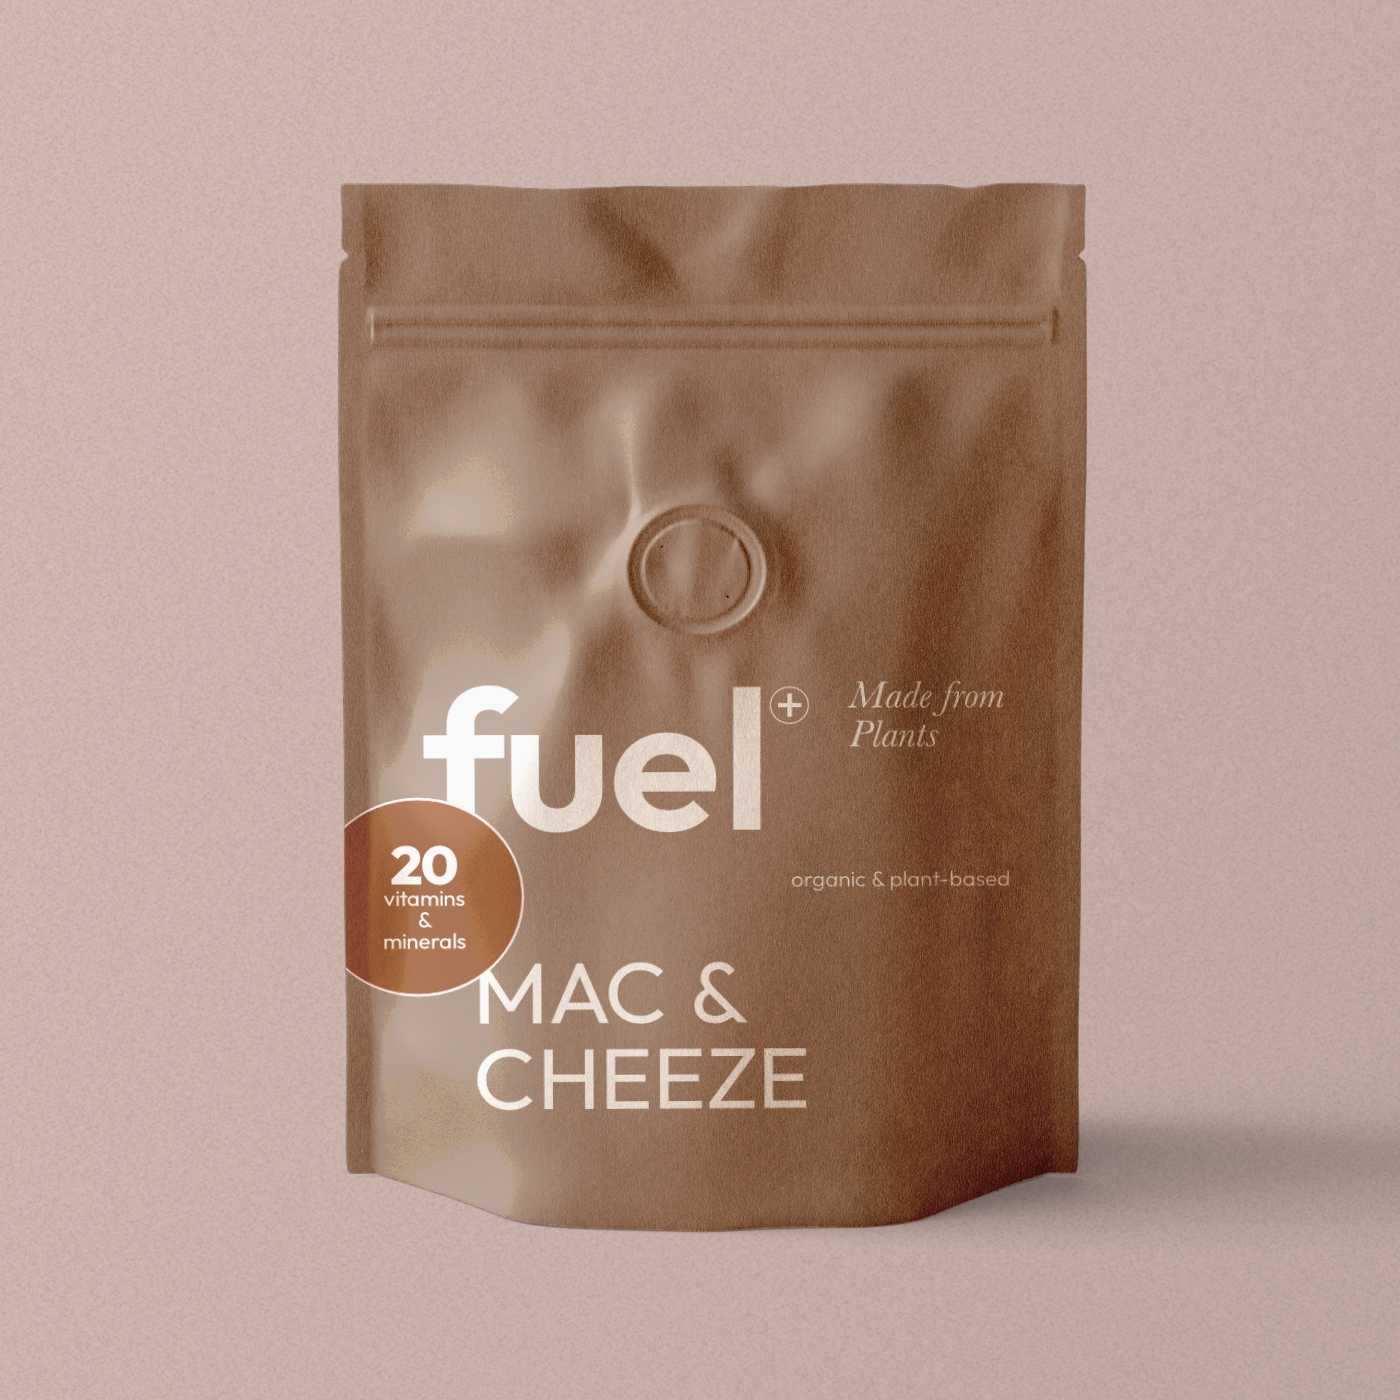 fuel+
Made from
Plants
20
vitamins
&
minerals
organic & plant-based
MAC &
CHEEZE